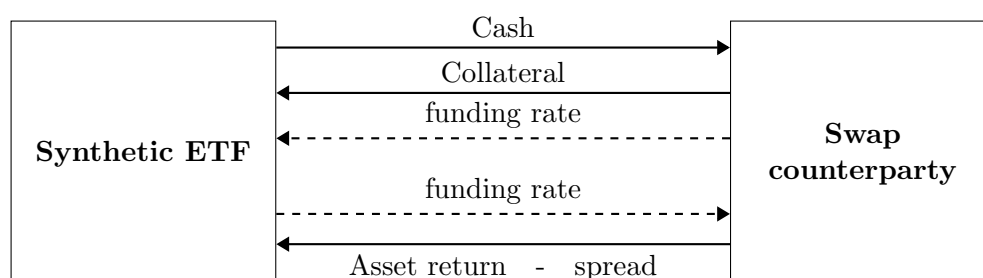 Cash
Collateral
funding rate
Synthetic ETF
Swap
counterparty
funding rate
Asset return - spread